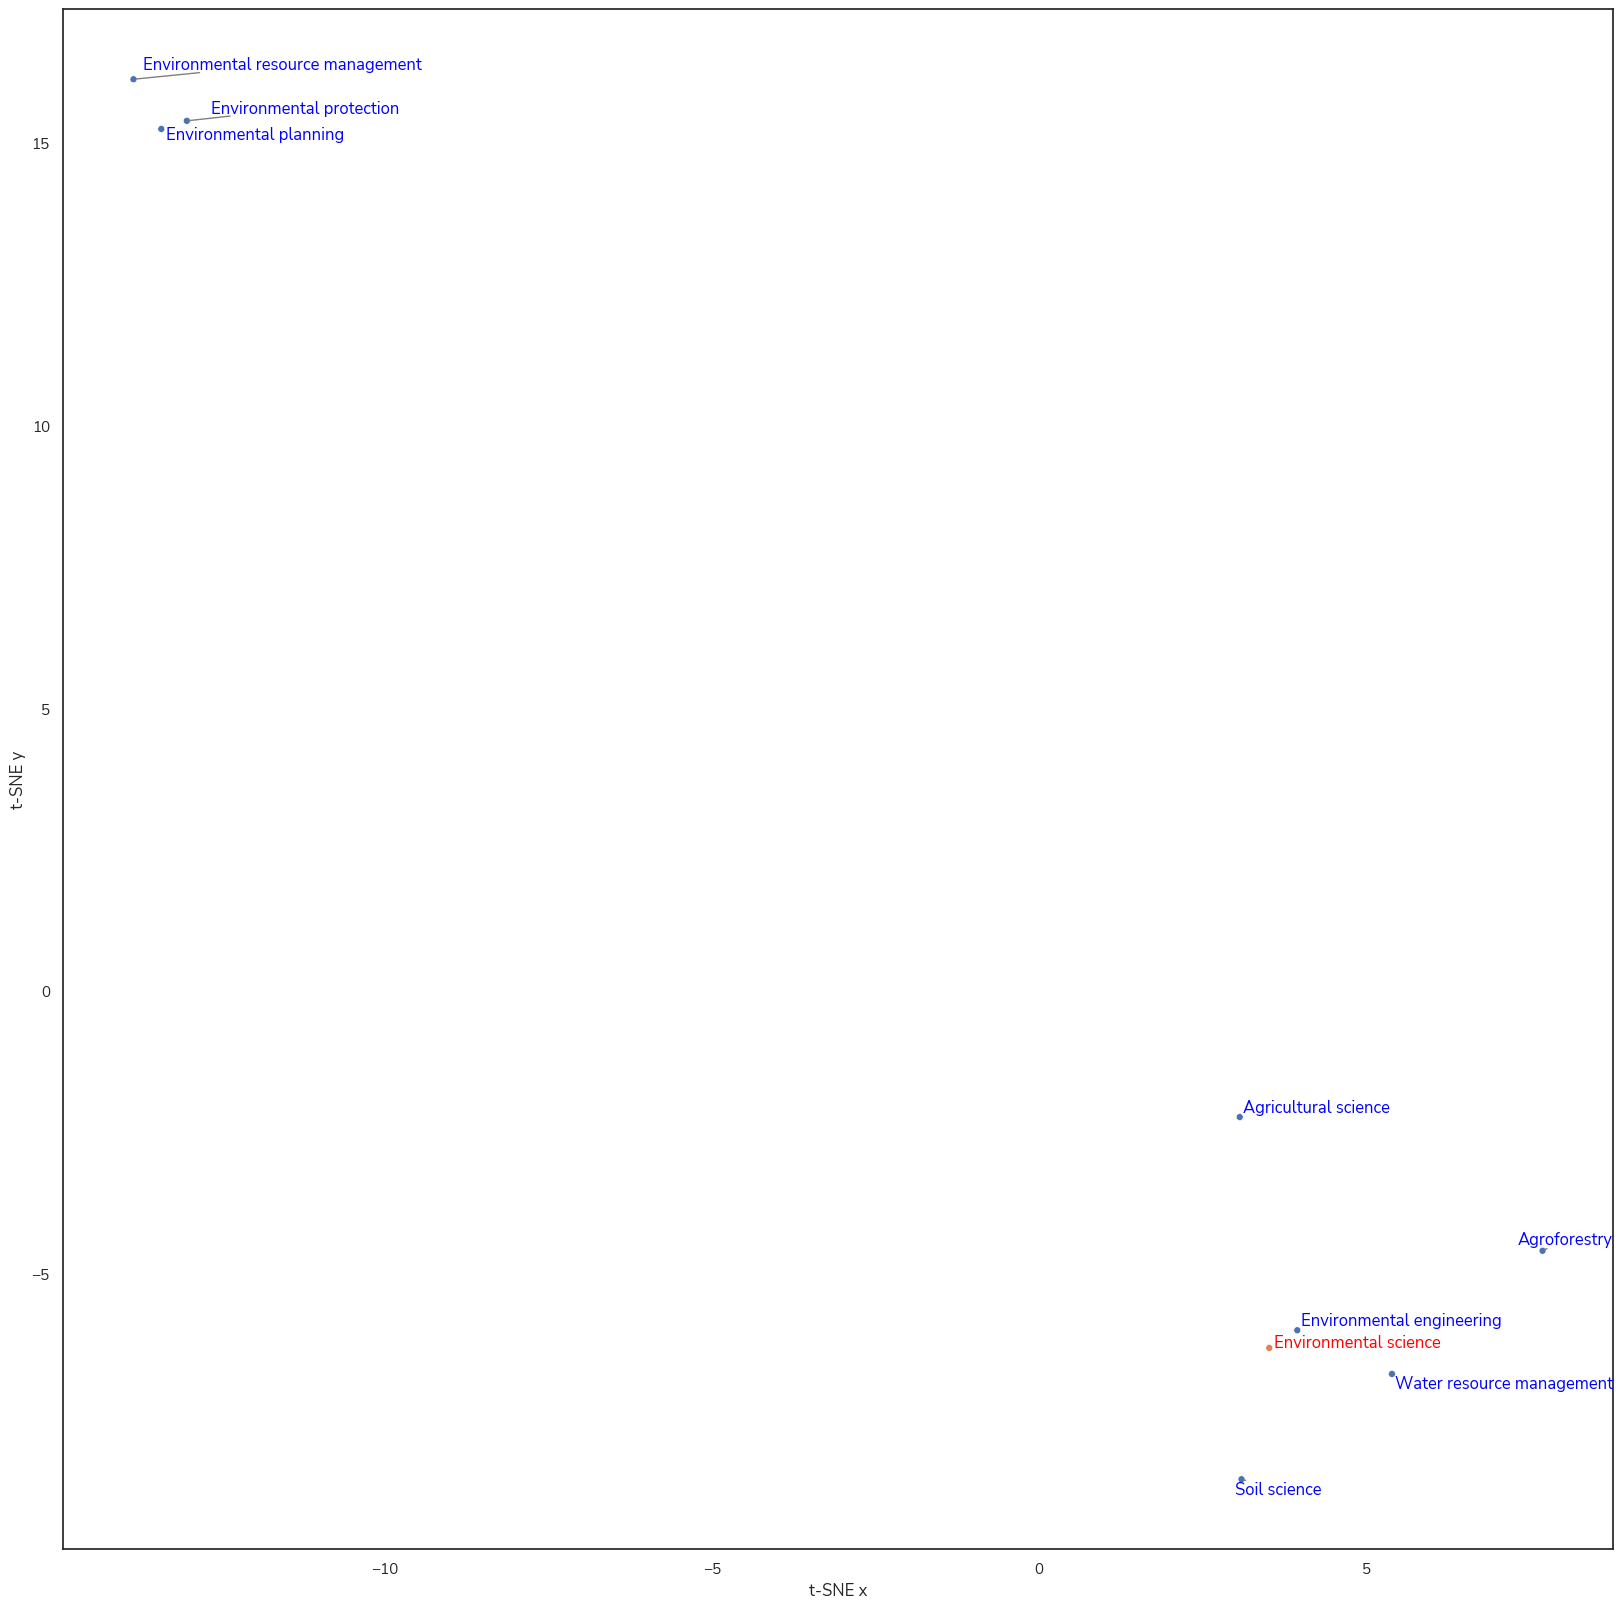 Environmental resource management
Environmental protection
Environmental planning
15
10
5
t-SNE y
0
Agricultural science
Agroforestry
−5
Environmental engineering
Environmental science
Water resource management
Soil science
−10
−5
0
5
t-SNE x